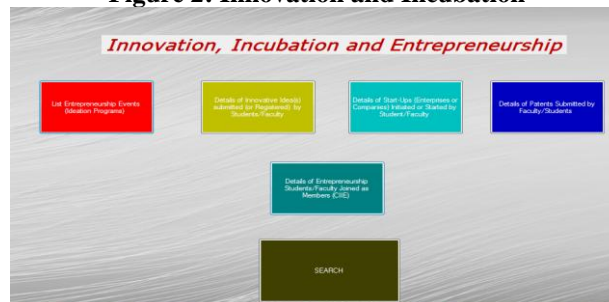 Figure 2: Innovation and Incubation
Innovation, Incubation and Entrepreneurship
List Entrepreneurship Events
(Ideation Programs)
Details of Innovative Idea(s)
submitted (or Registered) by
Students/Faculty
Details of Start-Ups (Enterprises or
Companies) Initiated or Started by
Student/Faculty
Details of Patents Submitted by
Faculty/Students
Details of Entrepreneurship
Students/Faculty Joined as
Members (CIIE)
SEARCH